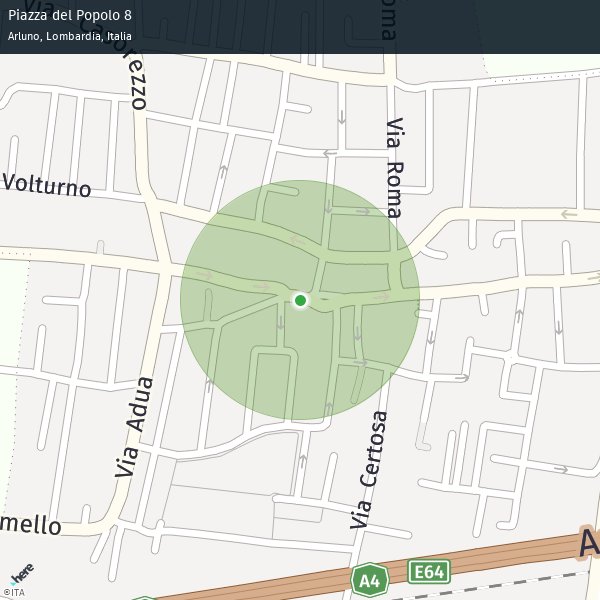 Piazza del Popolo 8
Arluno, Lombardia, Italia
Via Casorezzo
Roma
Via Roma
Volturno
Via Adua
Via Certosa
mello
A4
E64
A
here
©ITA